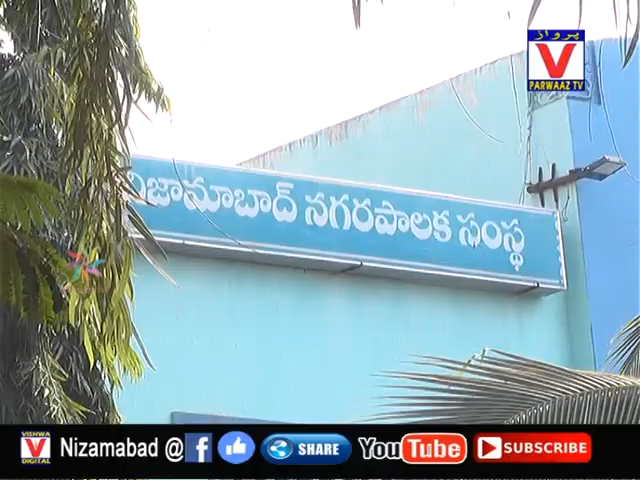 پرواز
V
PARWAAZ TV
నిజామాబాద్ నగరపాలక సంస్థ
VISHWA
V
DIGITAL
Nizamabad @ f SHARE YouTube SUBSCRIBE